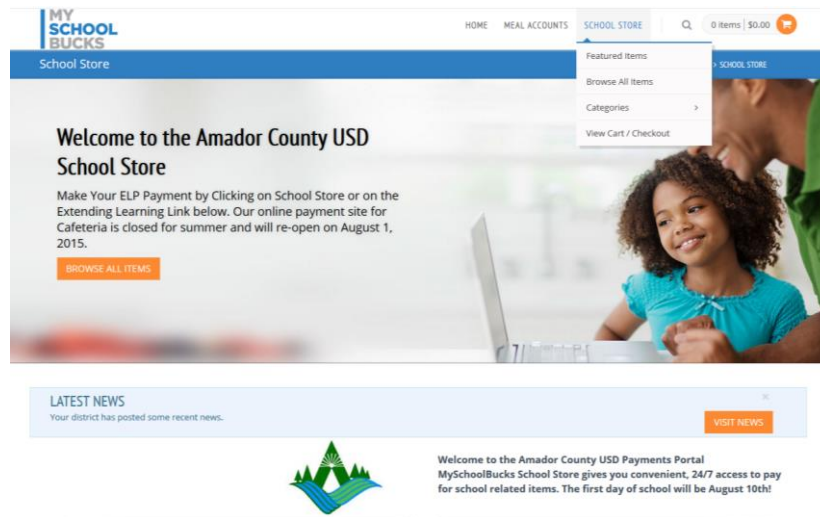 MY
SCHOOL
BUCKS
HOME MEAL ACCOUNTS SCHOOL STORE 0 items $0.00
School Store
> SCHOOL STORE
Featured Items
Browse All Items
Categories >
View Cart / Checkout
Welcome to the Amador County USD
School Store
Make Your ELP Payment by Clicking on School Store or on the
Extending Learning Link below. Our online payment site for
Cafeteria is closed for summer and will re-open on August 1,
2015.
BROWSE ALL ITEMS
LATEST NEWS
Your district has posted some recent news.
VISIT NEWS
Welcome to the Amador County USD Payments Portal
MySchoolBucks School Store gives you convenient, 24/7 access to pay
for school related items. The first day of school will be August 10th!